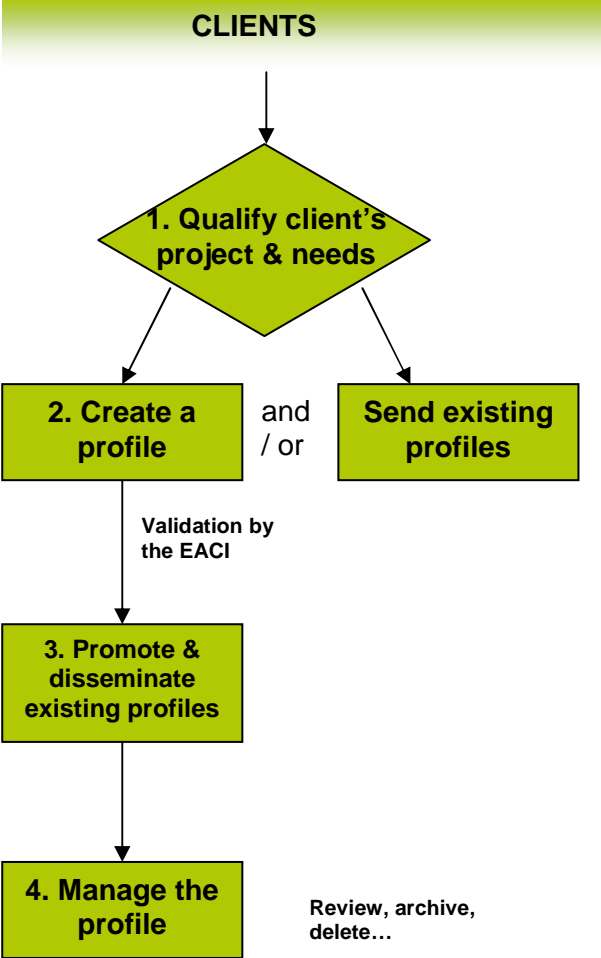 CLIENTS
1. Qualify client's
project & needs
2. Create a
profile
and
/ or
Send existing
profiles
Validation by
the EACI
3. Promote &
disseminate
existing profiles
4. Manage the
profile
Review, archive,
delete…